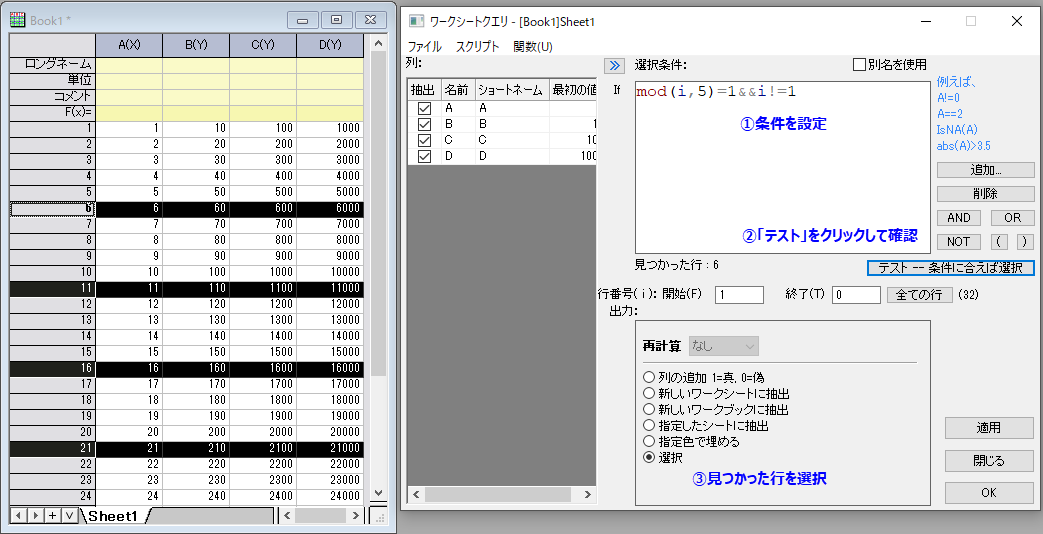 Book1 *
A(X) B(Y) C(Y) D(Y)
ロングネーム
単位
コメント
F(x)=
1 1 10 100 1000
2 2 20 200 2000
3 3 30 300 3000
4 4 40 400 4000
5 5 50 500 5000
6 6 60 600 6000
7 7 70 700 7000
8 8 80 800 8000
9 9 90 900 9000
10 10 100 1000 10000
11 11 110 1100 11000
12 12 120 1200 12000
13 13 130 1300 13000
14 14 140 1400 14000
15 15 150 1500 15000
16 16 160 1600 16000
17 17 170 1700 17000
18 18 180 1800 18000
19 19 190 1900 19000
20 20 200 2000 20000
21 21 210 2100 21000
22 22 220 2200 22000
23 23 230 2300 23000
24 24 240 2400 24000
Sheet1
ワークシートクエリ - [Book1]Sheet1
ファイル スクリプト 関数(U)
列:
抽出 名前 ショートネーム 最初の値
A A
B B 1
C C 10
D D 100
選択条件:
別名を使用
If
mod(i,5)=1&&i!=1
①条件を設定
②「テスト」をクリックして確認
例えば、
A!=0
A==2
IsNA(A)
abs(A)>3.5
追加...
削除
AND OR
NOT ( )
見つかった行 : 6
テスト -- 条件に合えば選択
行番号( i ): 開始(F) 1 終了(T) 0 全ての行 (32)
出力:
再計算 なし
列の追加 1=真, 0=偽
新しいワークシートに抽出
新しいワークブックに抽出
指定したシートに抽出
指定色で埋める
選択
③見つかった行を選択
適用
閉じる
OK